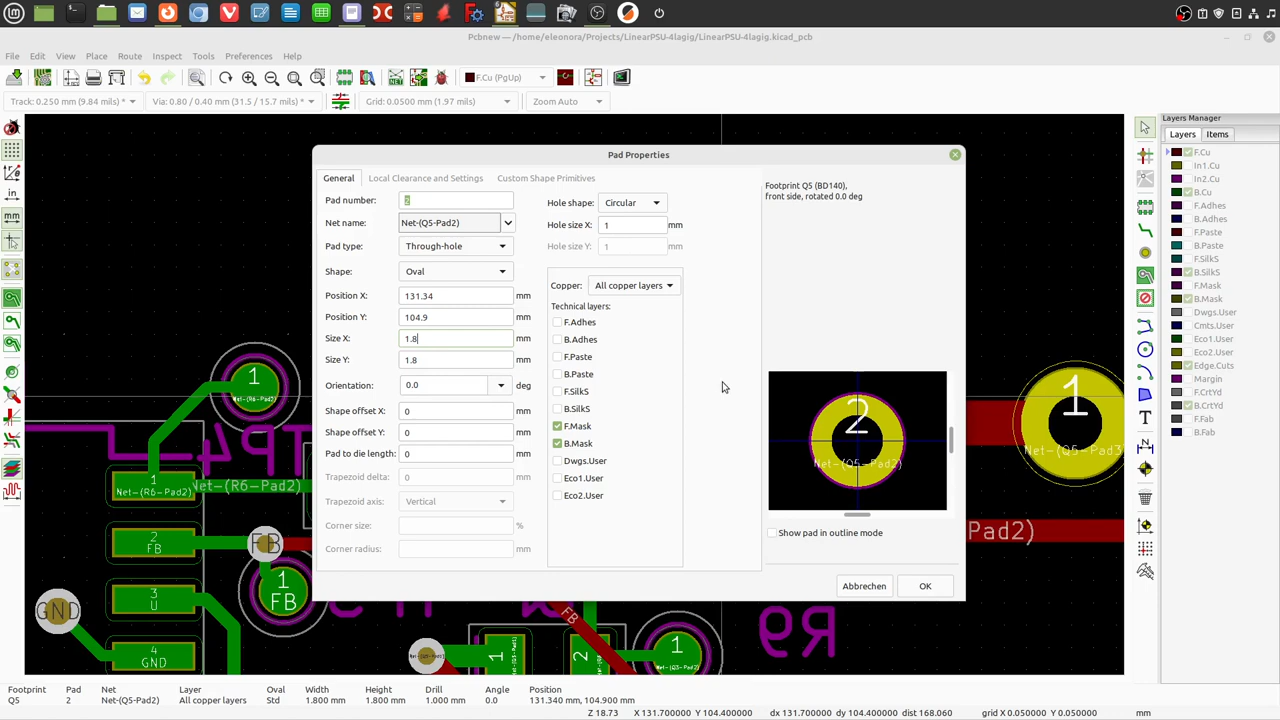 Pcbnew — /home/eleonora/Projects/LinearPSU-4lagig/LinearPSU-4lagig.kicad_pcb
File Edit View Place Route Inspect Tools Preferences Help
F.Cu (PgUp)
Track: 0.250 mm (9.84 mils) *
Via: 0.80 / 0.40 mm (31.5 / 15.7 mils) *
Grid: 0.0500 mm (1.97 mils)
Zoom Auto
in
mm
Layers Manager
Layers Items
F.Cu
In1.Cu
In2.Cu
B.Cu
F.Adhes
B.Adhes
F.Paste
B.Paste
F.SilkS
B.SilkS
F.Mask
B.Mask
Dwgs.User
Cmts.User
Eco1.User
Eco2.User
Edge.Cuts
Margin
F.CrtYd
B.CrtYd
F.Fab
B.Fab
Pad Properties
General
Local Clearance and Settings
Custom Shape Primitives
Pad number: 2
Net name: Net-(Q5-Pad2)
Pad type: Through-hole
Shape: Oval
Position X: 131.34 mm
Position Y: 104.9 mm
Size X: 1.8 mm
Size Y: 1.8 mm
Orientation: 0.0 deg
Shape offset X: 0 mm
Shape offset Y: 0 mm
Pad to die length: 0 mm
Trapezoid delta: 0 mm
Trapezoid axis: Vertical
Corner size: %
Corner radius: mm
Hole shape: Circular
Hole size X: 1 mm
Hole size Y: 1 mm
Copper: All copper layers
Technical layers:
F.Adhes
B.Adhes
F.Paste
B.Paste
F.SilkS
B.SilkS
F.Mask
B.Mask
Dwgs.User
Eco1.User
Eco2.User
Footprint Q5 (BD140),
front side, rotated 0.0 deg
2
Net-(Q5-Pad2)
Show pad in outline mode
Abbrechen
OK
1
Net-(R6-Pad2)
TP4
1
Net-(R6-Pad2)
Net-(R6-Pad2)
2
FB
FB
3
U
1
FB
GND
4
GND
FB
1
2
1
Net-(Q3-Pad2)
R9
1
Net-(Q5-Pad3
Pad2)
Footprint Pad Net Layer Oval Width Height Drill Angle Position
Q5 2 Net-(Q5-Pad2) All copper layers Std 1.800 mm 1.800 mm 1.000 mm 0.0 131.340 mm, 104.900 mm
Z 18.73 X 131.700000 Y 104.400000 dx 131.700000 dy 104.400000 dist 168.060 grid X 0.050000 Y 0.050000 mm